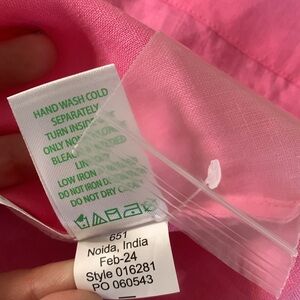 HAND WASH COLD
SEPARATELY
TURN INSIDE
ONLY NON
BLEACH
LINE
LOW IRON
DO NOT IRON D
DO NOT DRY C
651
Noida, India
Feb-24
Style 016281
PO 060543